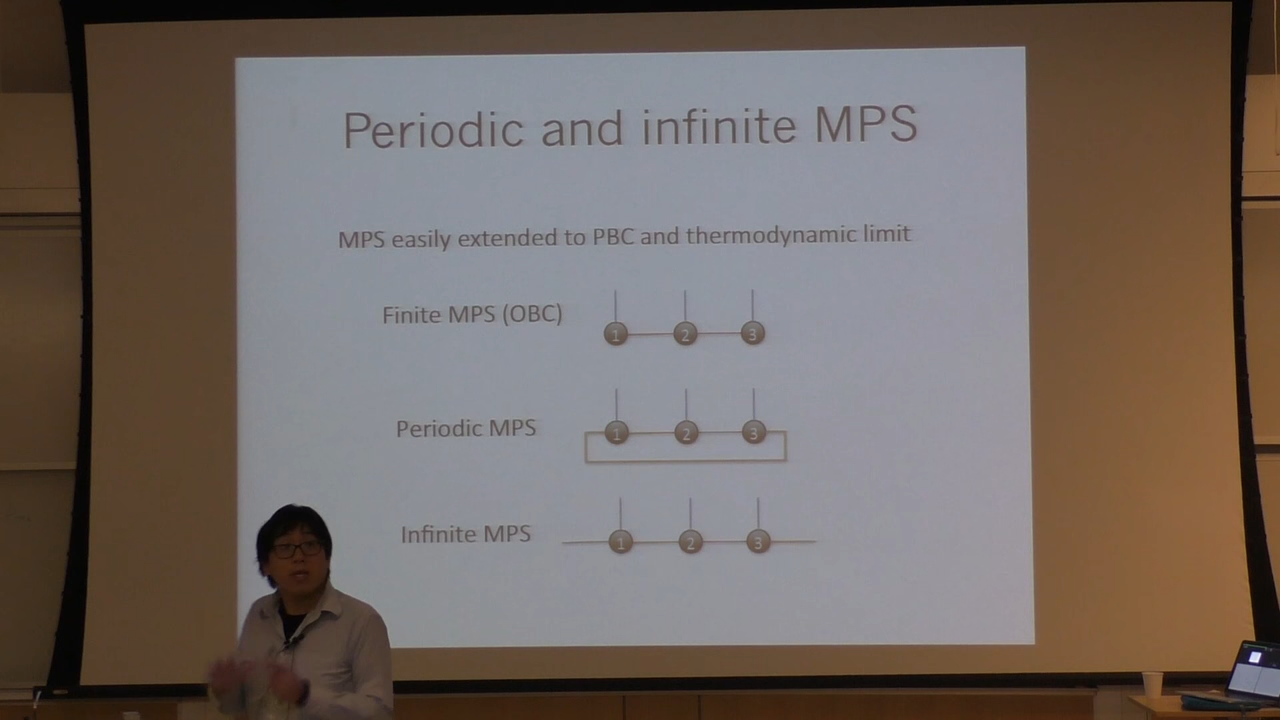 Periodic and infinite MPS
MPS easily extended to PBC and thermodynamic limit
Finite MPS (OBC)
1 2 3
Periodic MPS
1 2 3
Infinite MPS
1 2 3